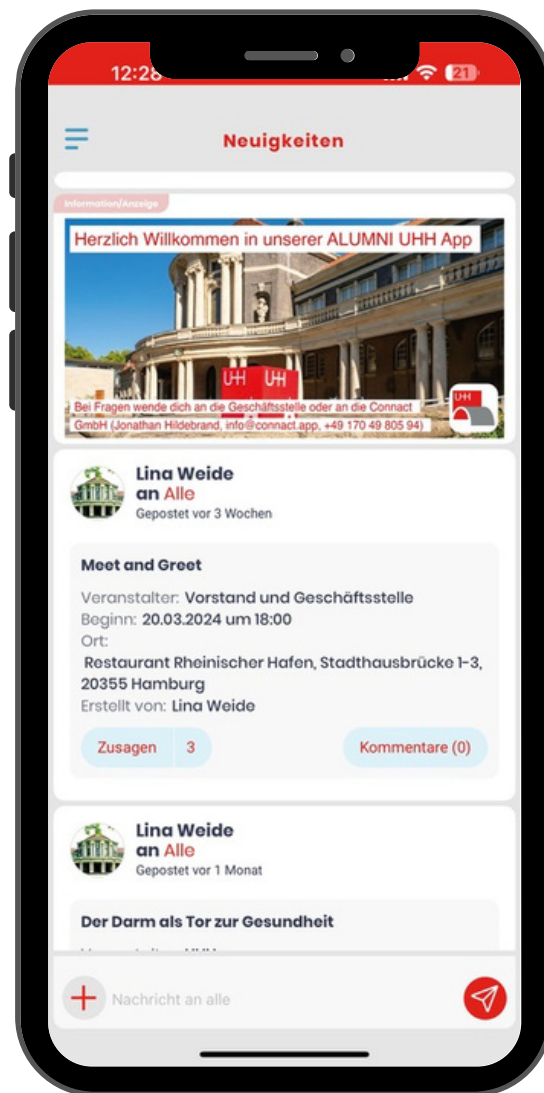 12:28
21
Neuigkeiten
Information/Anzeige
Herzlich Willkommen in unserer ALUMNI UHH App
UH
UH
Bei Fragen wende dich an die Geschäftsstelle oder an die Connact
GmbH (Jonathan Hildebrand, info@connact.app, +49 170 49 805 94)
UH
Lina Weide
an Alle
Gepostet vor 3 Wochen
Meet and Greet
Veranstalter: Vorstand und Geschäftsstelle
Beginn: 20.03.2024 um 18:00
Ort:
Restaurant Rheinischer Hafen, Stadthausbrücke 1-3,
20355 Hamburg
Erstellt von: Lina Weide
Zusagen 3
Kommentare (0)
Lina Weide
an Alle
Gepostet vor 1 Monat
Der Darm als Tor zur Gesundheit
Nachricht an alle